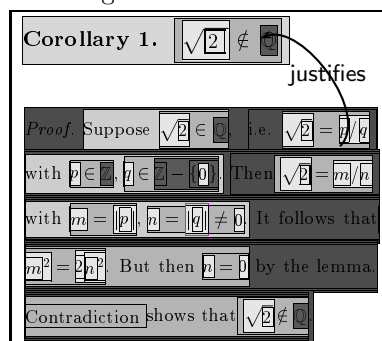 Corollary 1. √2 ∉ ℚ
justifies
Proof. Suppose √2 ∈ ℚ, i.e. √2 = p/q
with p ∈ ℤ, q ∈ ℤ − {0}. Then √2 = m/n
with m = |p|, n = |q| ≠ 0. It follows that
m² = 2n². But then n = 0 by the lemma.
Contradiction shows that √2 ∉ ℚ.